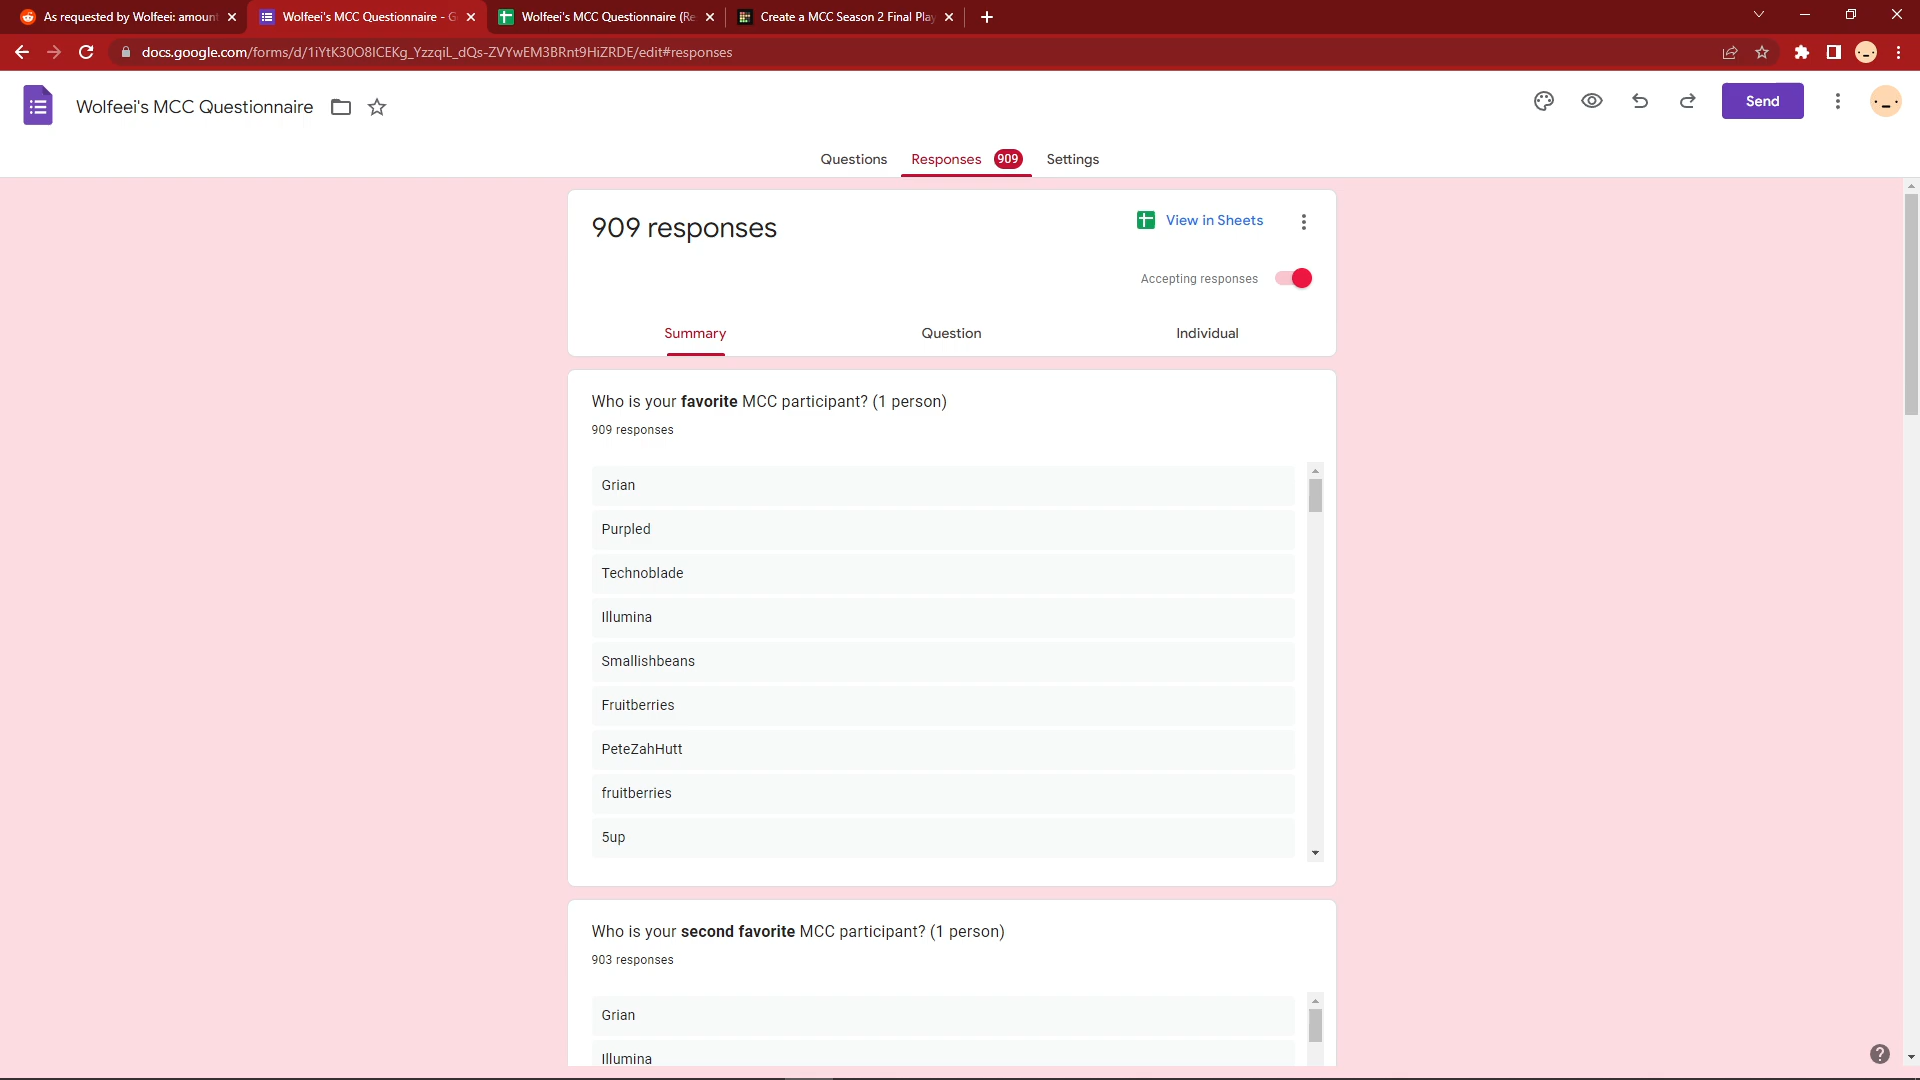 As requested by Wolfeei: amount
Wolfeei's MCC Questionnaire - G
Wolfeei's MCC Questionnaire (Re
Create a MCC Season 2 Final Play
docs.google.com/forms/d/1iYtK30O8ICEKg_YzzqiL_dQs-ZVYwEM3BRnt9HiZRDE/edit#responses
Wolfeei's MCC Questionnaire
Send
Questions
Responses 909
Settings
909 responses
View in Sheets
Accepting responses
Summary
Question
Individual
Who is your favorite MCC participant? (1 person)
909 responses
Grian
Purpled
Technoblade
Illumina
Smallishbeans
Fruitberries
PeteZahHutt
fruitberries
5up
Who is your second favorite MCC participant? (1 person)
903 responses
Grian
Illumina